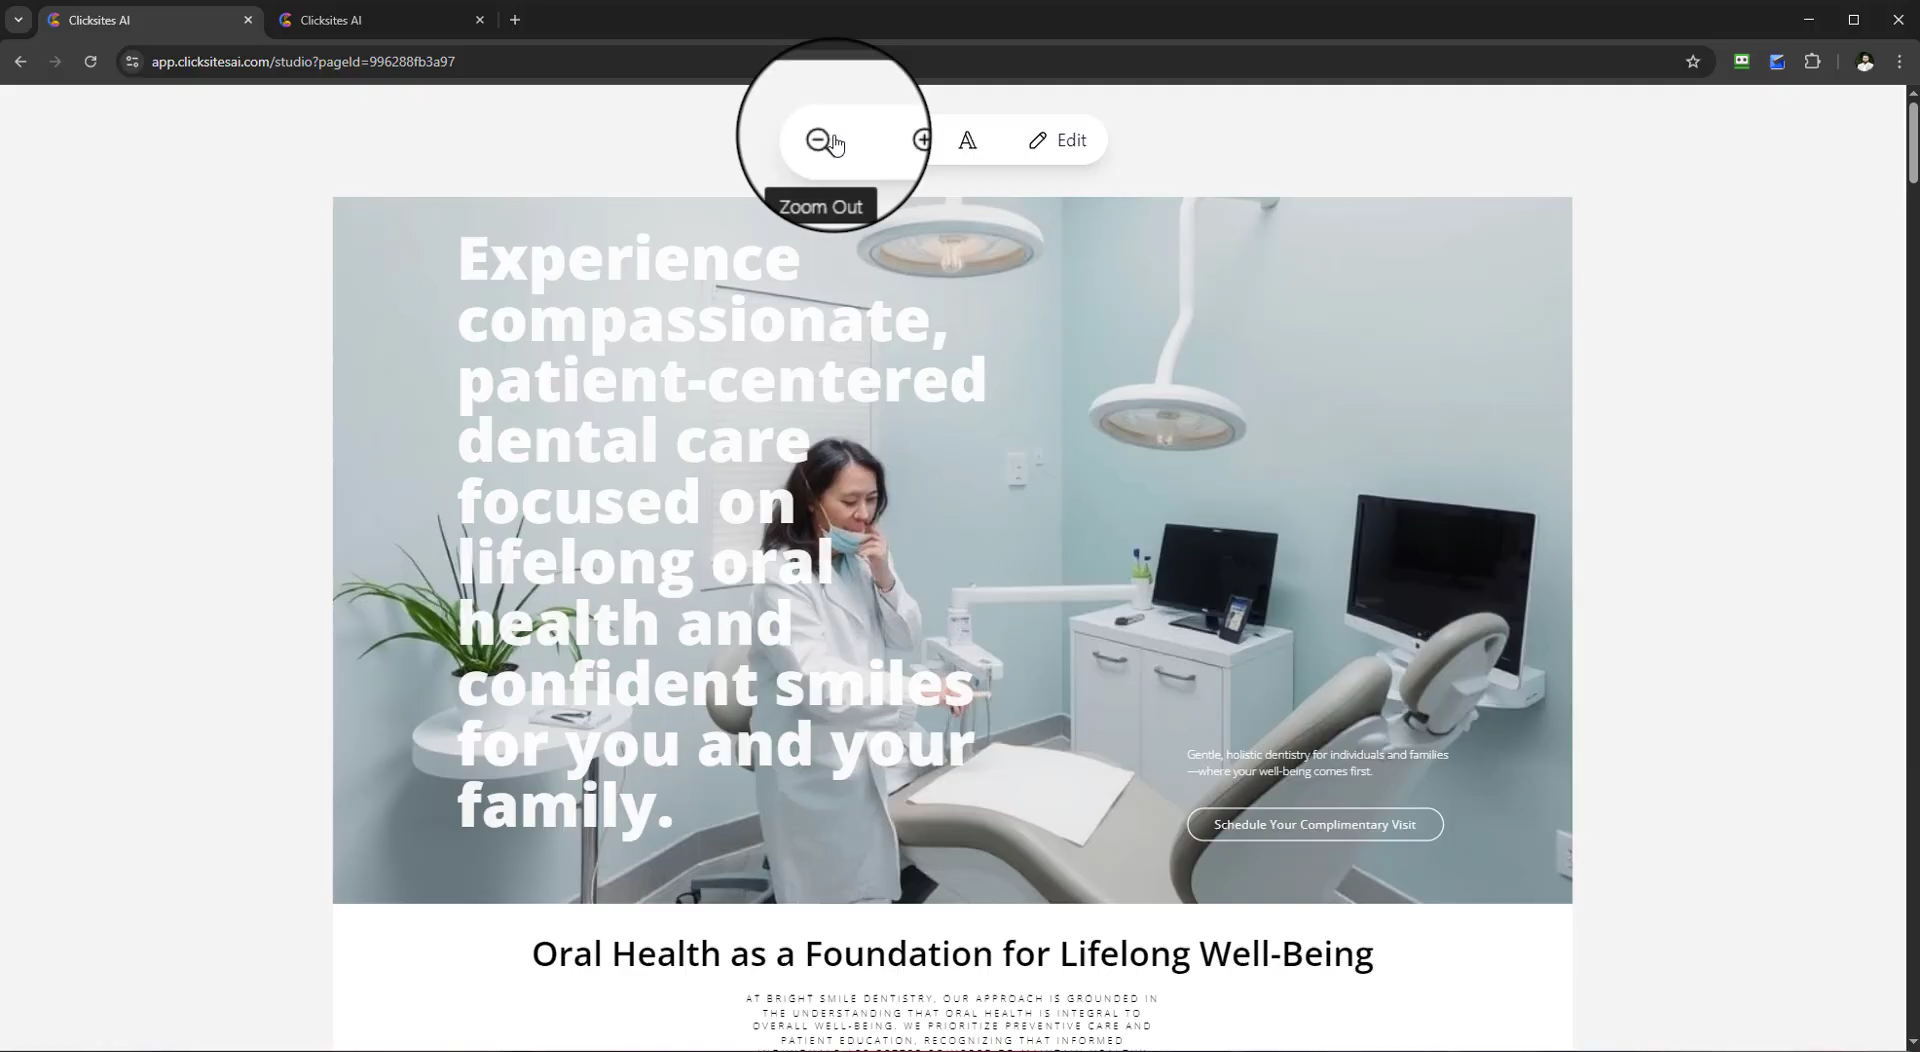 Clicksites AI
Clicksites AI
app.clicksitesai.com/studio?pageId=996288fb3a97
Edit
Zoom Out
Experience
compassionate,
patient-centered
dental care
focused on
lifelong oral
health and
confident smiles
for you and your
family.
Gentle, holistic dentistry for individuals and families
—where your well-being comes first.
Schedule Your Complimentary Visit
Oral Health as a Foundation for Lifelong Well-Being
AT BRIGHT SMILE DENTISTRY, OUR APPROACH IS GROUNDED IN
THE UNDERSTANDING THAT ORAL HEALTH IS INTEGRAL TO
OVERALL WELL-BEING. WE PRIORITIZE PREVENTIVE CARE AND
PATIENT EDUCATION, RECOGNIZING THAT INFORMED